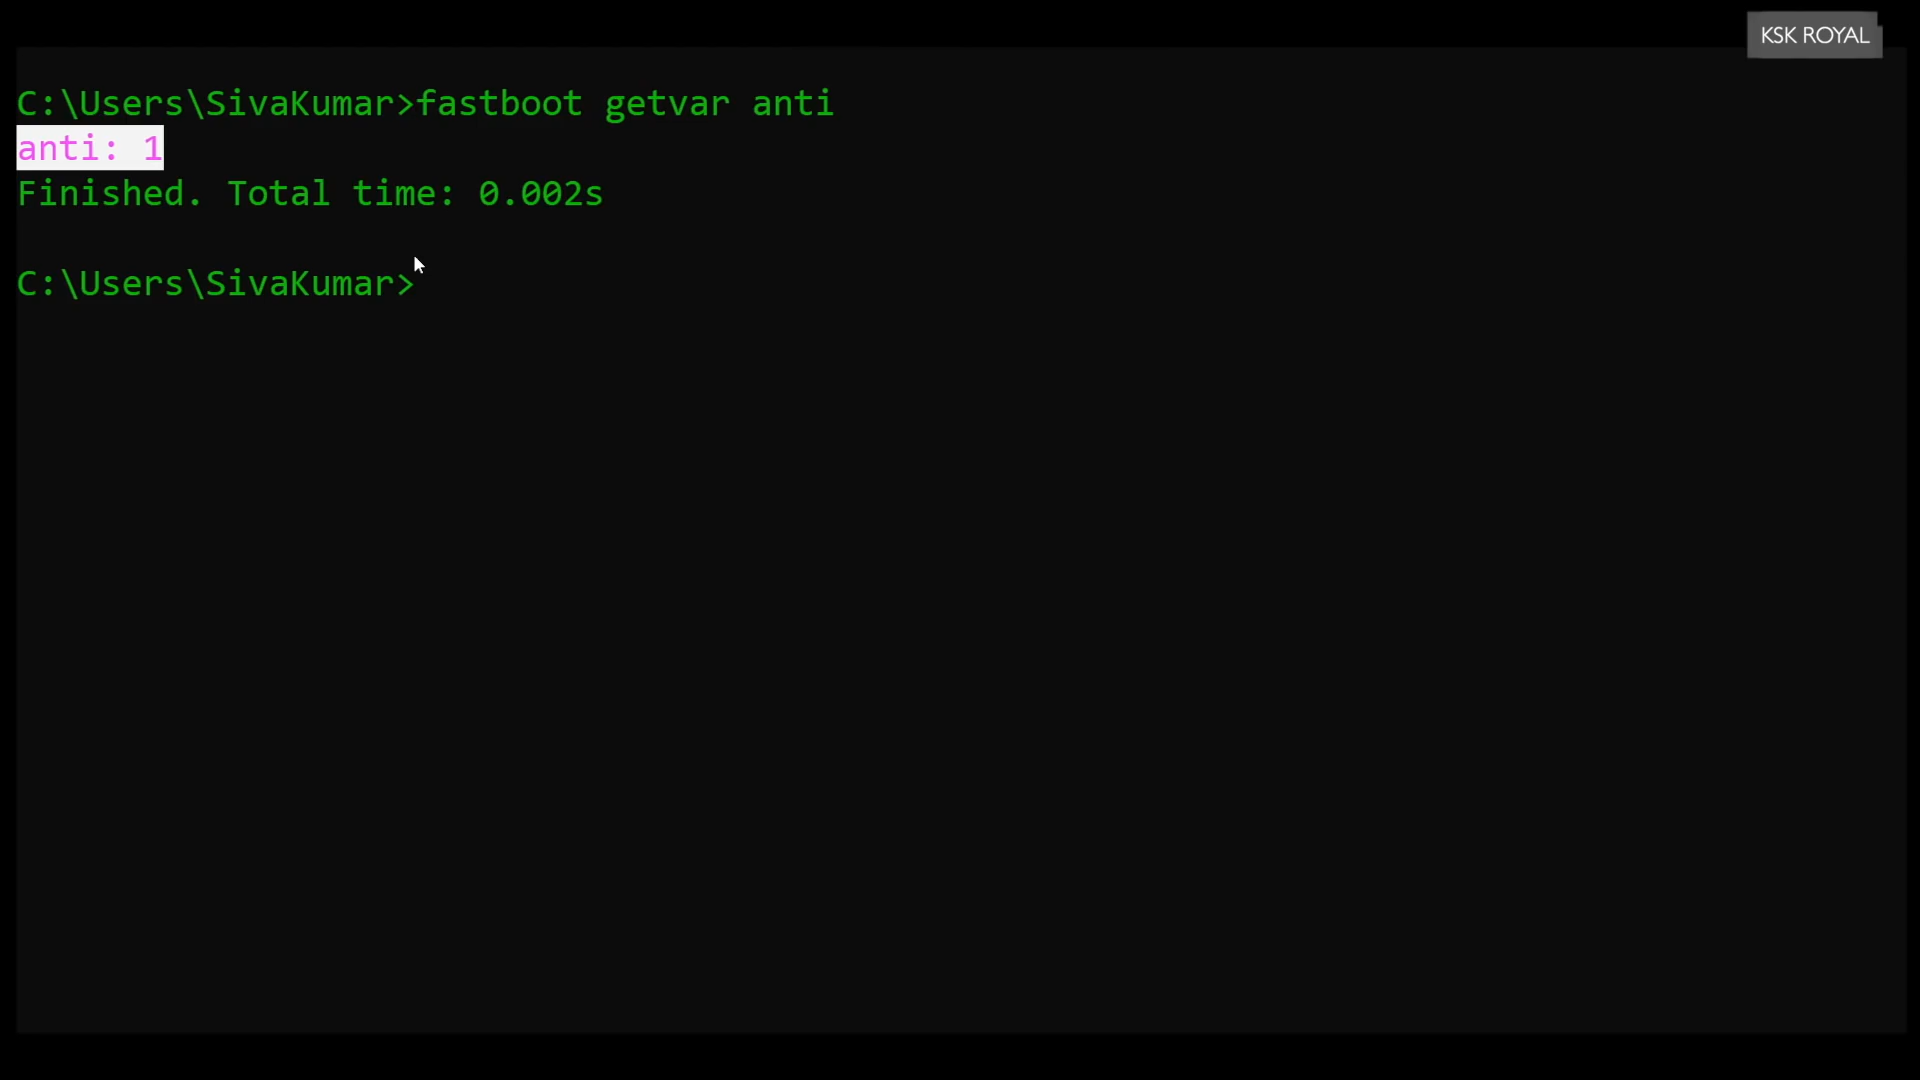 KSK ROYAL
C:\Users\SivaKumar>fastboot getvar anti
anti: 1
Finished. Total time: 0.002s
C:\Users\SivaKumar>